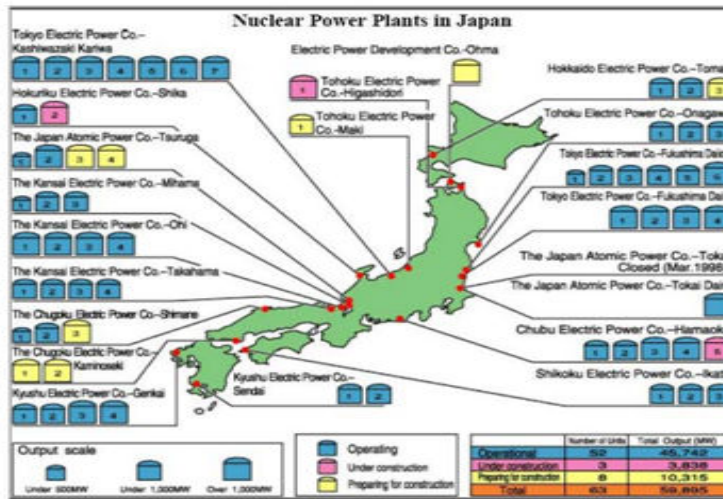 Nuclear Power Plants in Japan
Tokyo Electric Power Co.–
Kashiwazaki Kariwa
1 2 3 4 5 6 7
Hokuriku Electric Power Co.–Shika
1 2
The Japan Atomic Power Co.–Tsuruga
1 2 3 4
The Kansai Electric Power Co.–Mihama
1 2 3
The Kansai Electric Power Co.–Ohi
1 2 3 4
The Kansai Electric Power Co.–Takahama
1 2 3 4
The Chugoku Electric Power Co.–Shimane
1 2 3
The Chugoku Electric Power Co.–
Kaminoseki
1 2
Kyushu Electric Power Co.–Genkai
1 2 3 4
Electric Power Development Co.-Ohma
Tohoku Electric Power
Co.–Higashidori
1
Tohoku Electric Power
Co.–Maki
1
Kyushu Electric Power Co.–
Sendai
1 2
Hokkaido Electric Power Co.–Toma
1 2 3
Tohoku Electric Power Co.–Onaga
1 2 3
Tokyo Electric Power Co.–Fukushima Daii
1 2 3 4 5 6
Tokyo Electric Power Co.–Fukushima Dai
1 2 3
The Japan Atomic Power Co.–Toka
Closed (Mar.1998
The Japan Atomic Power Co.–Tokai Dai
Chubu Electric Power Co.–Hamaok
1 2 3 4 5
Shikoku Electric Power Co.–Ikat
1 2 3
Output scale
Under 500MW
Under 1,000MW
Over 1,000MW
Operating
Under construction
Preparing for construction
Number of Units Total Output (MW)
Operational 52 45,742
Under construction 3 3,838
Preparing for construction 8 10,315
Total 63 59,895